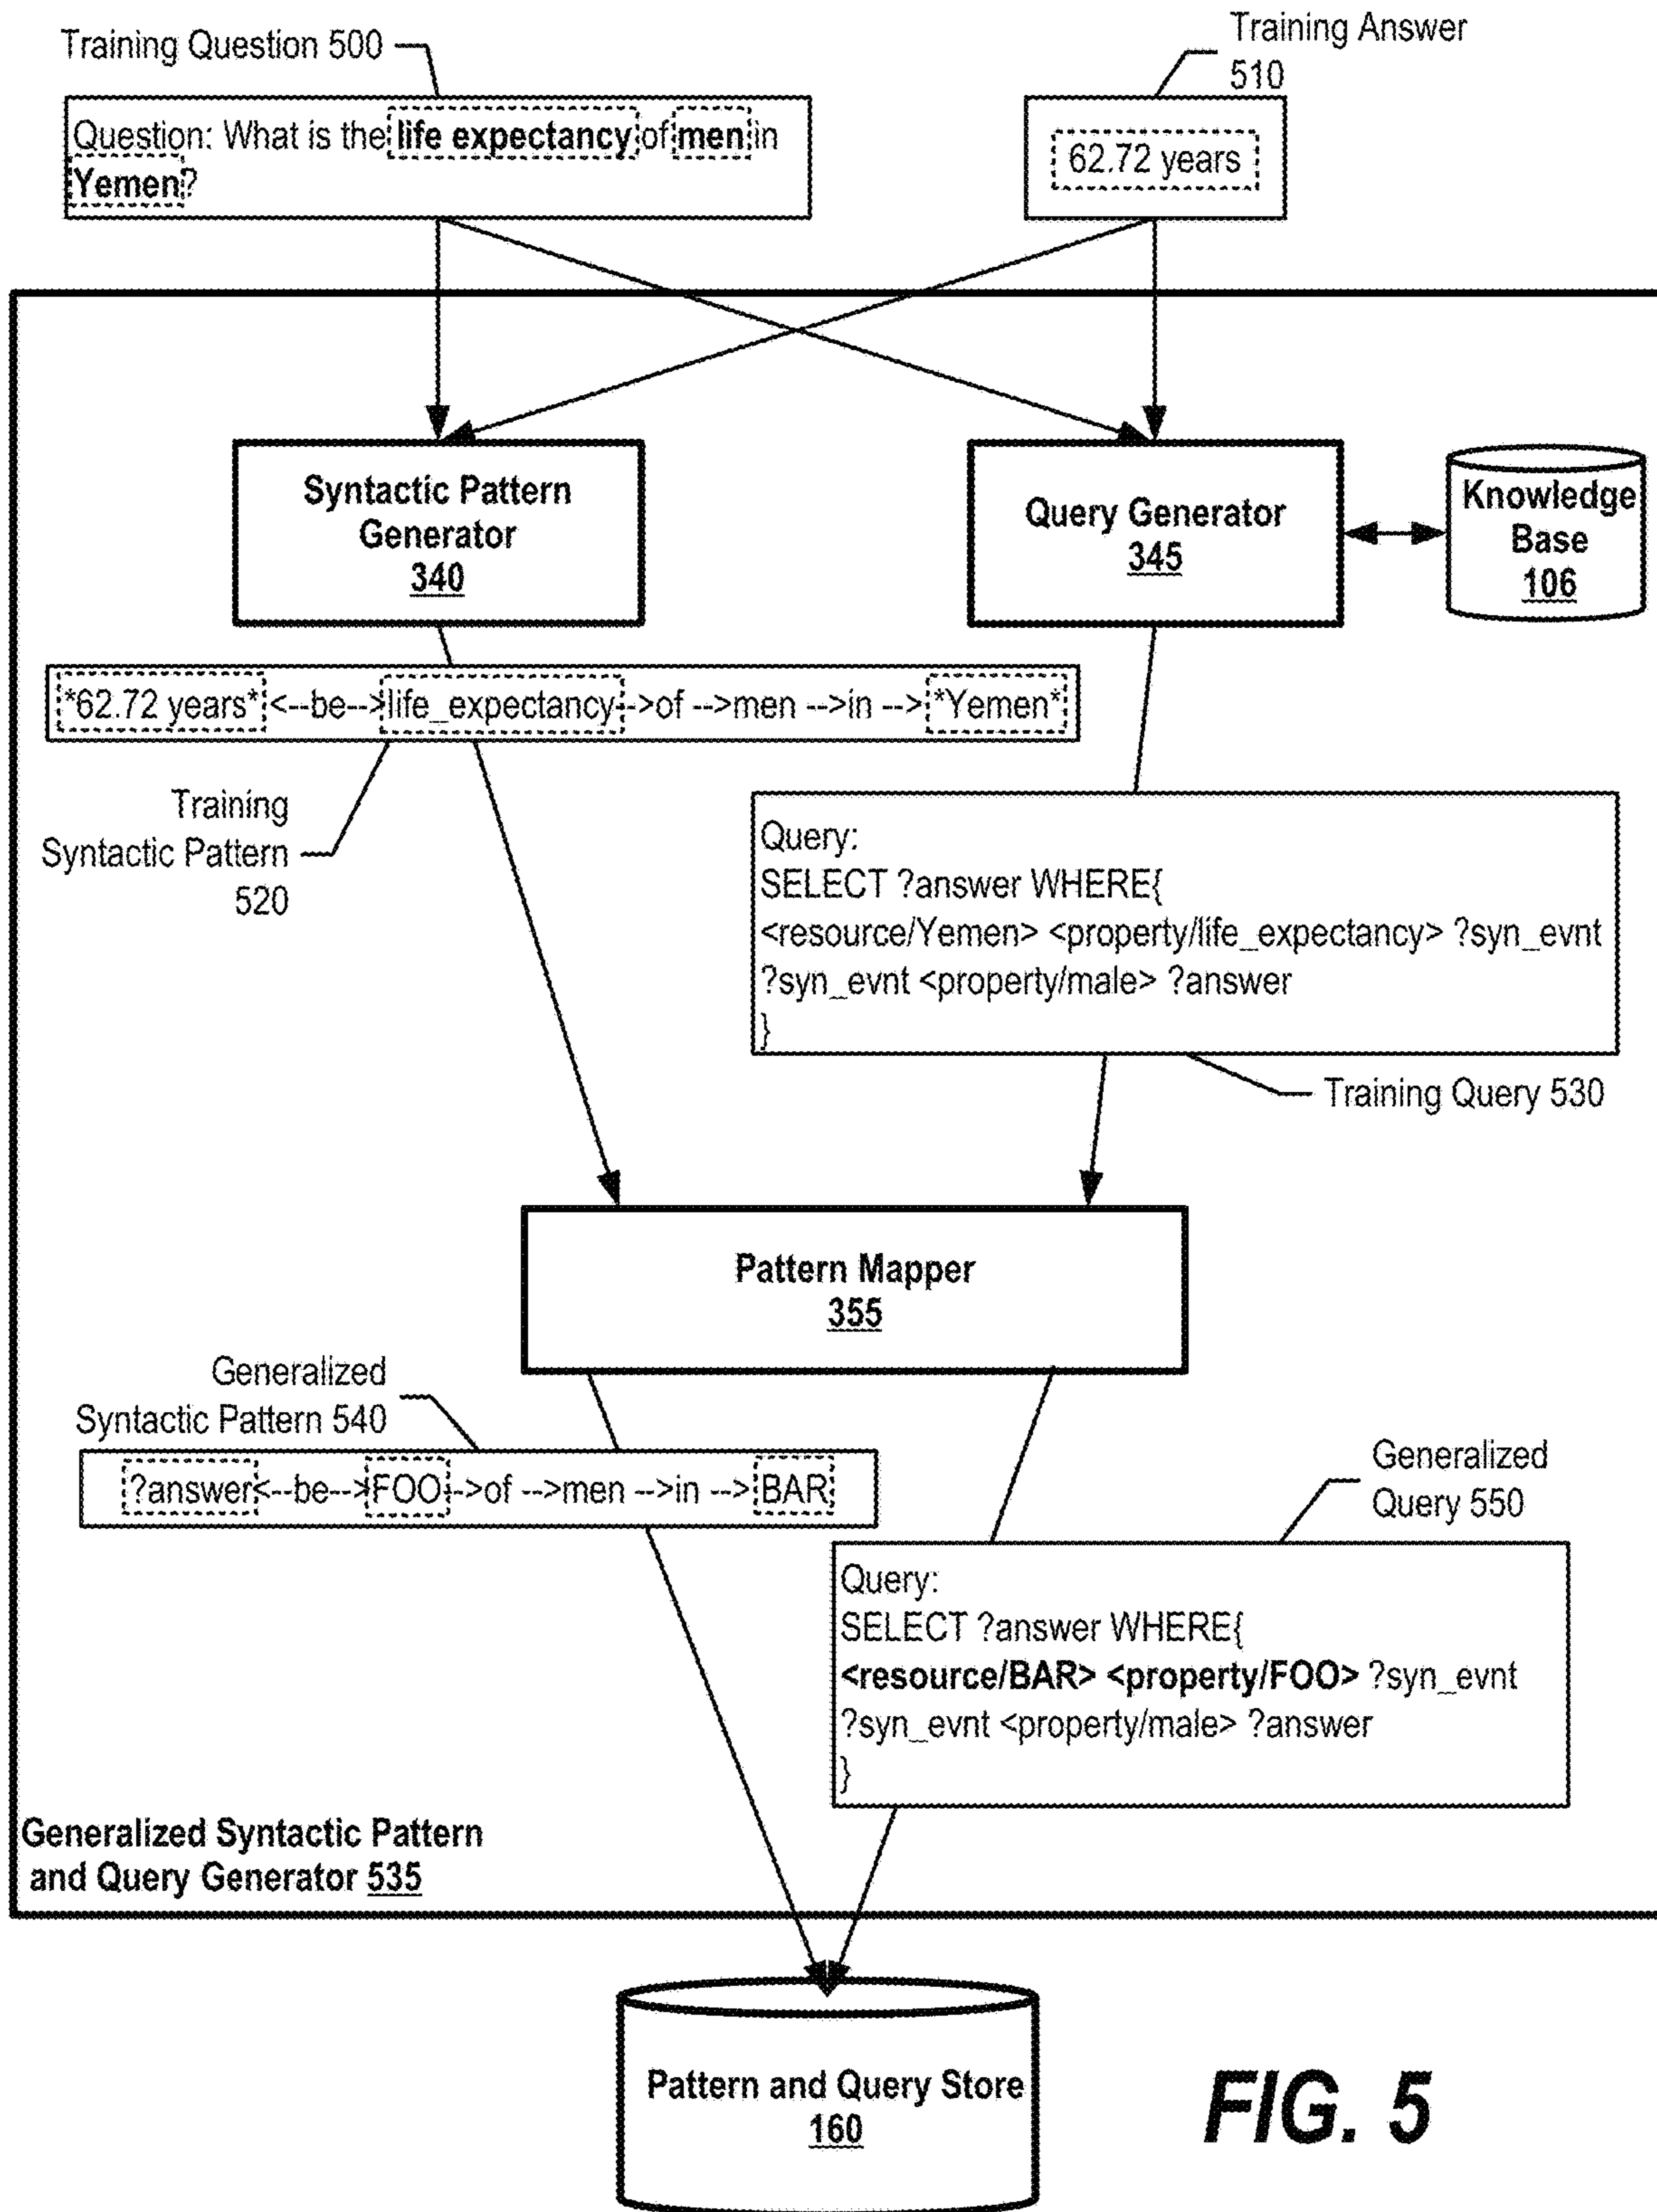 Training Question 500
Training Answer
510
Question: What is the life expectancy of men in
Yemen?
62.72 years
Syntactic Pattern
Generator
340
Query Generator
345
Knowledge
Base
106
*62.72 years* <--be-->life_expectancy-->of -->men -->in --> *Yemen*
Training
Syntactic Pattern
520
Query:
SELECT ?answer WHERE{
<resource/Yemen> <property/life_expectancy> ?syn_evnt
?syn_evnt <property/male> ?answer
}
Training Query 530
Pattern Mapper
355
Generalized
Syntactic Pattern 540
?answer<--be-->FOO-->of -->men -->in --> BAR
Generalized
Query 550
Query:
SELECT ?answer WHERE{
<resource/BAR> <property/FOO> ?syn_evnt
?syn_evnt <property/male> ?answer
}
Generalized Syntactic Pattern
and Query Generator 535
Pattern and Query Store
160
FIG. 5